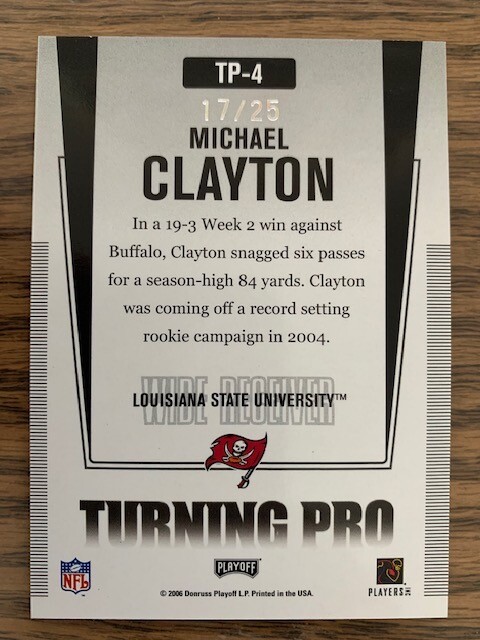 TP-4
17/25
MICHAEL
CLAYTON
In a 19-3 Week 2 win against
Buffalo, Clayton snagged six passes
for a season-high 84 yards. Clayton
was coming off a record setting
rookie campaign in 2004.
WIDE RECEIVER
LOUISIANA STATE UNIVERSITY™
TURNING PRO
NFL
PLAYOFF
PLAYERS INC
© 2006 Donruss Playoff L.P. Printed in the USA.